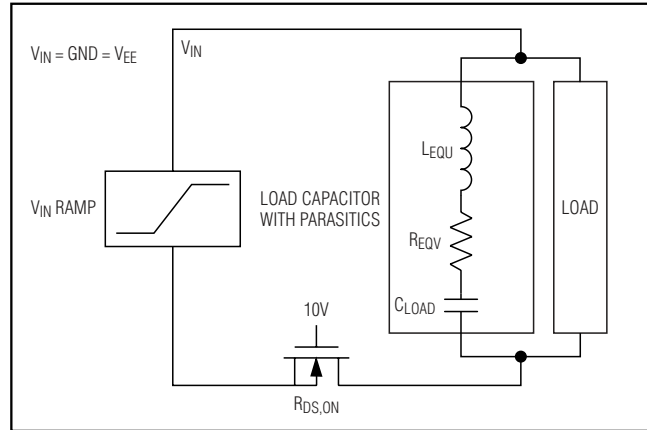 V_IN = GND = V_EE
V_IN
V_IN RAMP
LOAD CAPACITOR
WITH PARASITICS
L_EQU
R_EQV
C_LOAD
LOAD
10V
R_DS,ON